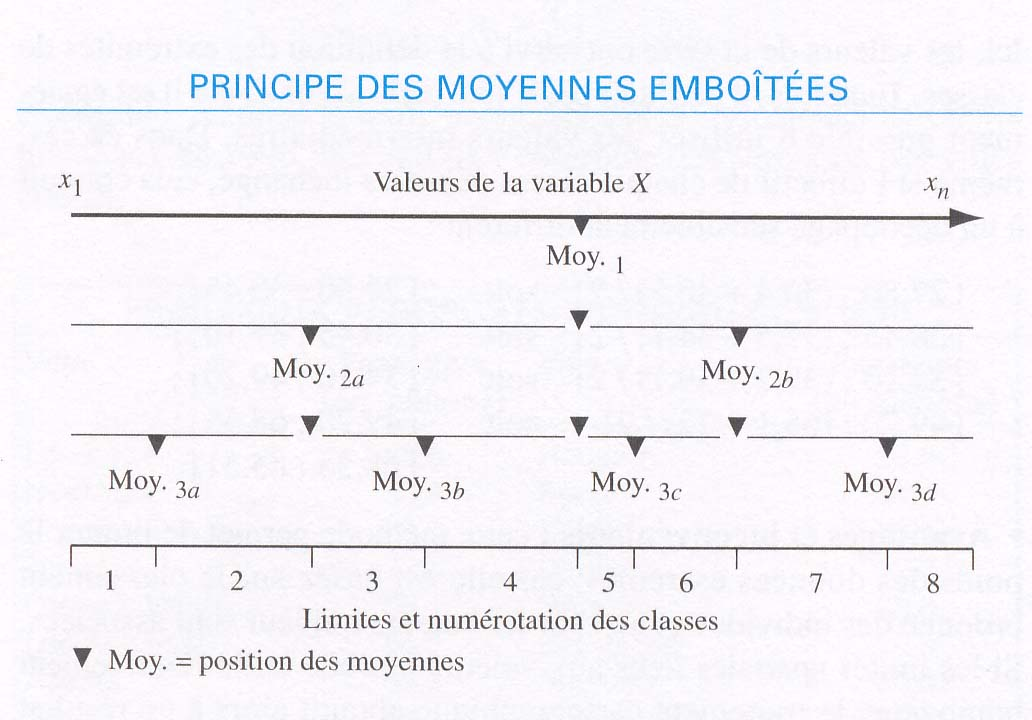 PRINCIPE DES MOYENNES EMBOÎTÉES
x1 Valeurs de la variable X xn
Moy. 1
Moy. 2a Moy. 2b
Moy. 3a Moy. 3b Moy. 3c Moy. 3d
1 2 3 4 5 6 7 8
Limites et numérotation des classes
▼ Moy. = position des moyennes